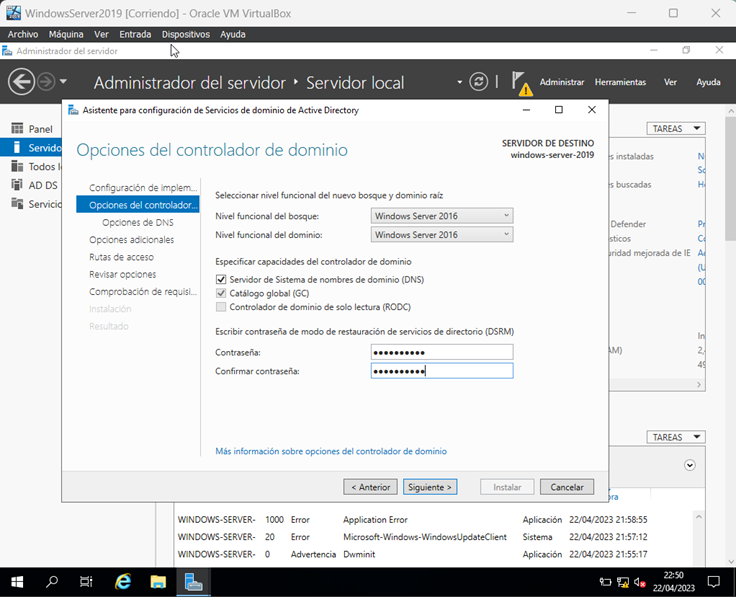 WindowsServer2019 [Corriendo] - Oracle VM VirtualBox
Archivo Máquina Ver Entrada Dispositivos Ayuda
Administrador del servidor
Administrador del servidor ‣ Servidor local
Administrar Herramientas Ver Ayuda
Asistente para configuración de Servicios de dominio de Active Directory
Opciones del controlador de dominio
SERVIDOR DE DESTINO
windows-server-2019
Panel
Servido
Todos l
AD DS
Servicio
Configuración de implem...
Opciones del controlador...
Opciones de DNS
Opciones adicionales
Rutas de acceso
Revisar opciones
Comprobación de requisi...
Instalación
Resultado
Seleccionar nivel funcional del nuevo bosque y dominio raíz
Nivel funcional del bosque: Windows Server 2016
Nivel funcional del dominio: Windows Server 2016
Especificar capacidades del controlador de dominio
Servidor de Sistema de nombres de dominio (DNS)
Catálogo global (GC)
Controlador de dominio de solo lectura (RODC)
Escribir contraseña de modo de restauración de servicios de directorio (DSRM)
Contraseña: ••••••••••
Confirmar contraseña: ••••••••••
Más información sobre opciones del controlador de dominio
< Anterior Siguiente > Instalar Cancelar
TAREAS
es instaladas
es buscadas
Defender Pr
sticos
uridad mejorada de IE
(U
00
In
AM) 2,
49
TAREAS
ora
WINDOWS-SERVER- 1000 Error Application Error Aplicación 22/04/2023 21:58:55
WINDOWS-SERVER- 20 Error Microsoft-Windows-WindowsUpdateClient Sistema 22/04/2023 21:57:12
WINDOWS-SERVER- 0 Advertencia Dwminit Aplicación 22/04/2023 21:55:17
22:50
22/04/2023